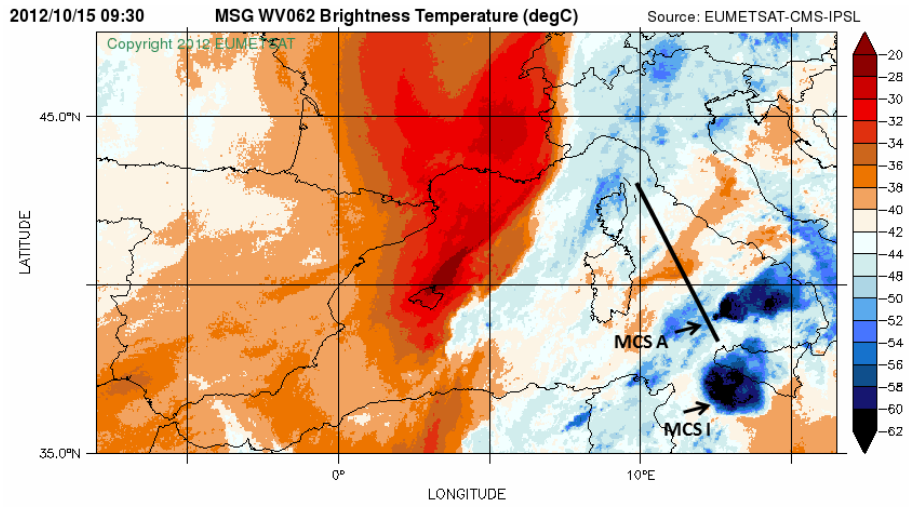 2012/10/15 09:30 MSG WV062 Brightness Temperature (degC) Source: EUMETSAT-CMS-IPSL
Copyright 2012 EUMETSAT
45.0°N
LATITUDE
35.0°N
0°
10°E
LONGITUDE
MCS A
MCS I
−20
−28
−30
−32
−34
−36
−38
−40
−42
−44
−48
−50
−52
−54
−56
−58
−60
−62